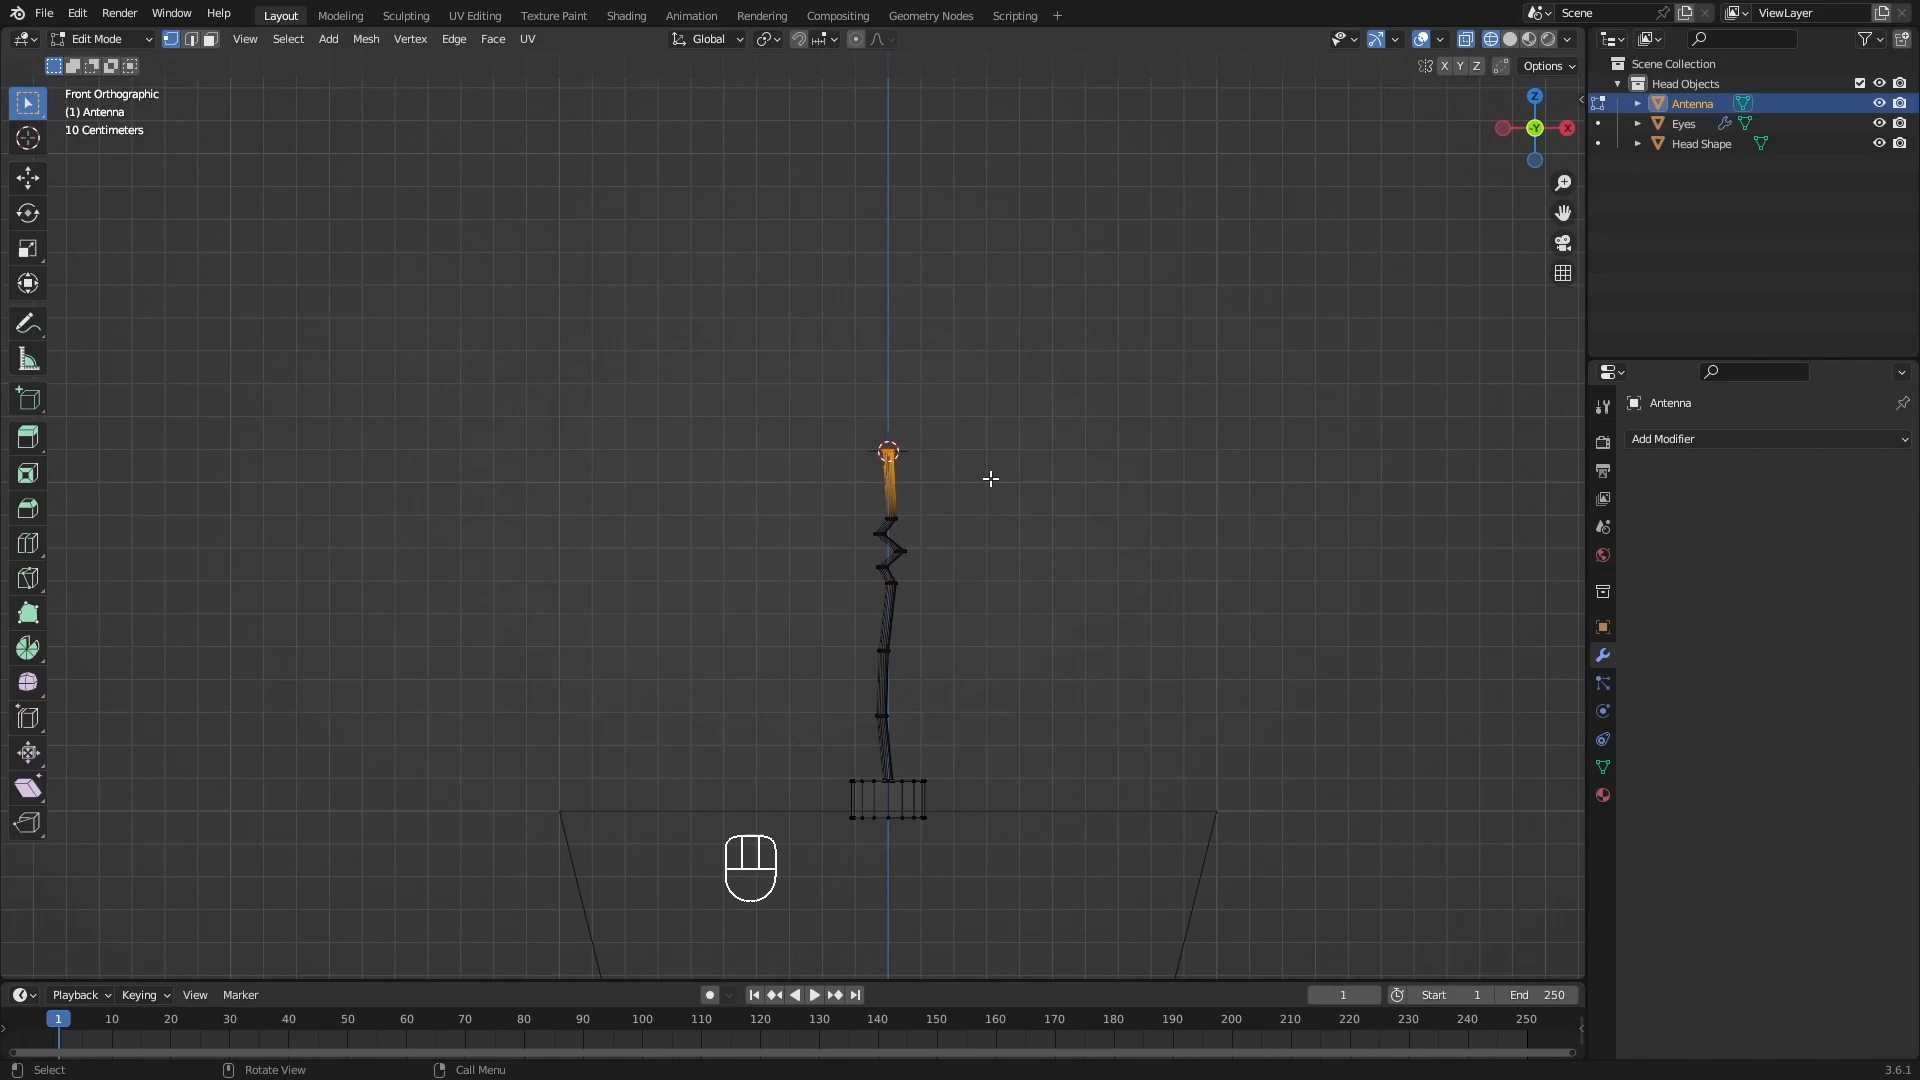 File Edit Render Window Help Layout Modeling Sculpting UV Editing Texture Paint Shading Animation Rendering Compositing Geometry Nodes Scripting + Scene ViewLayer
Edit Mode View Select Add Mesh Vertex Edge Face UV Global
X Y Z Options
Front Orthographic
(1) Antenna
10 Centimeters
Z
-Y X
Scene Collection
Head Objects
Antenna
Eyes
Head Shape
Antenna
Add Modifier
Playback Keying View Marker 1 Start 1 End 250
1 10 20 30 40 50 60 70 80 90 100 110 120 130 140 150 160 170 180 190 200 210 220 230 240 250
Select Rotate View Call Menu 3.6.1